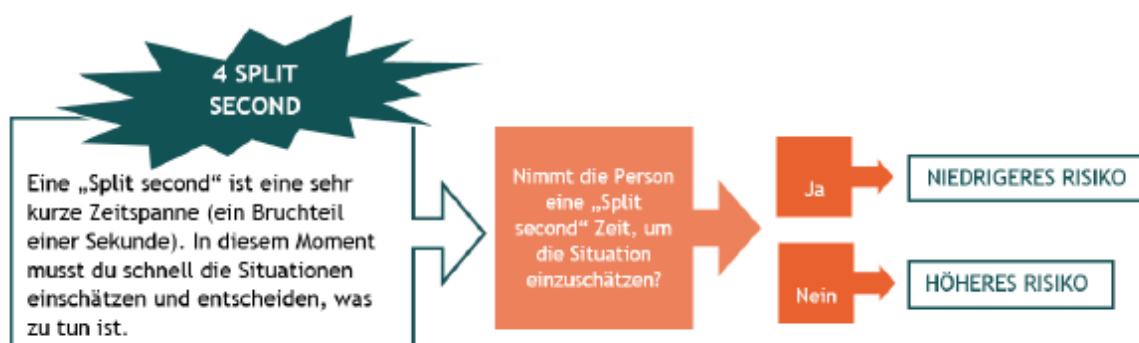 4 SPLIT
SECOND
Eine „Split second“ ist eine sehr
kurze Zeitspanne (ein Bruchteil
einer Sekunde). In diesem Moment
musst du schnell die Situationen
einschätzen und entscheiden, was
zu tun ist.
Nimmt die Person
eine „Split
second“ Zeit, um
die Situation
einzuschätzen?
Ja
NIEDRIGERES RISIKO
Nein
HÖHERES RISIKO